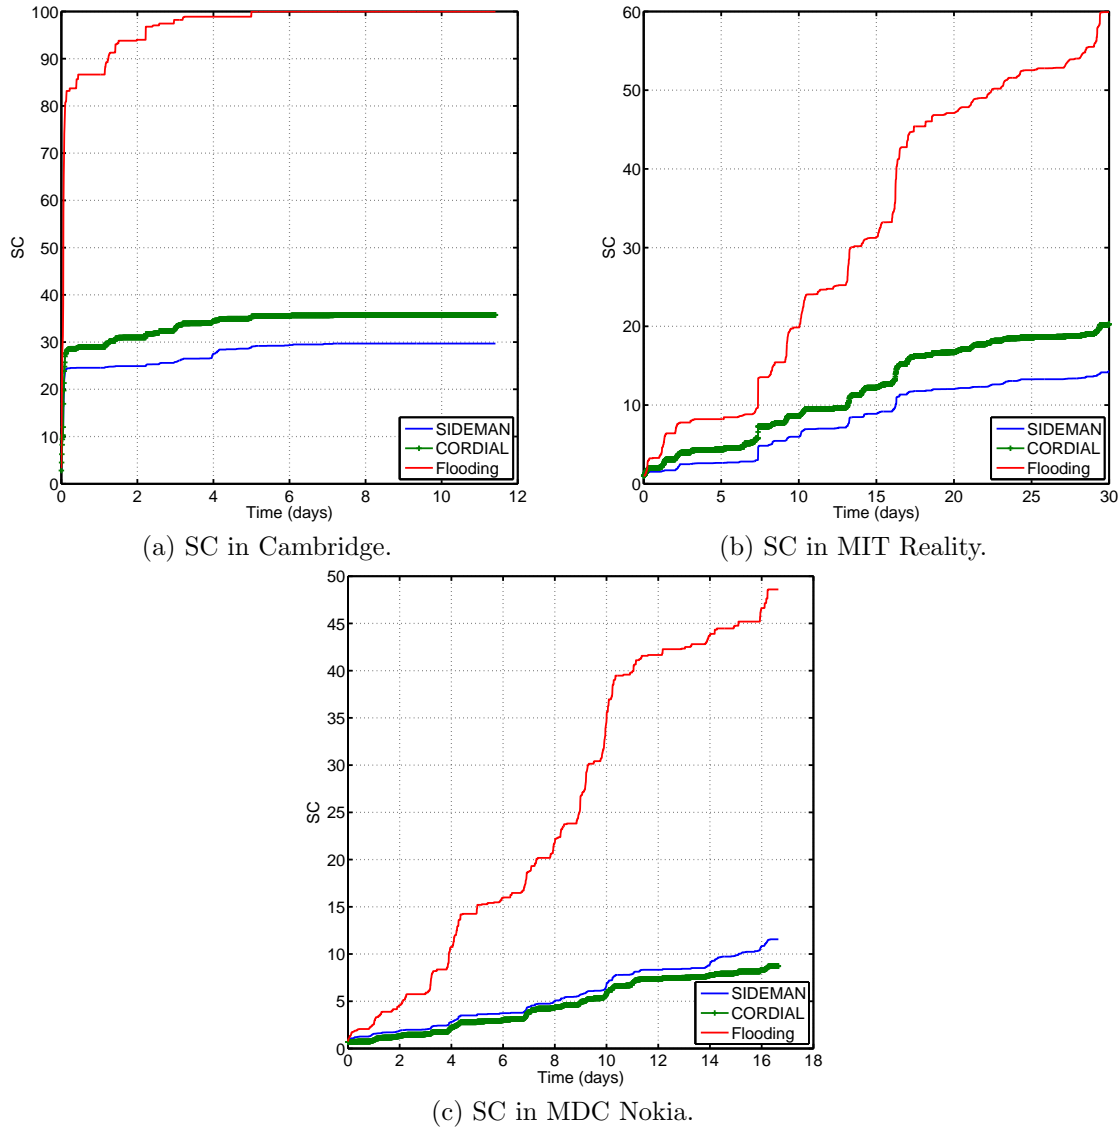 100
90
80
70
60
50
40
30
20
10
0
SC
0 2 4 6 8 10 12
Time (days)
SIDEMAN
CORDIAL
Flooding
(a) SC in Cambridge.
60
50
40
30
20
10
0
SC
0 5 10 15 20 25 30
Time (days)
SIDEMAN
CORDIAL
Flooding
(b) SC in MIT Reality.
50
45
40
35
30
25
20
15
10
5
0
SC
0 2 4 6 8 10 12 14 16 18
Time (days)
SIDEMAN
CORDIAL
Flooding
(c) SC in MDC Nokia.